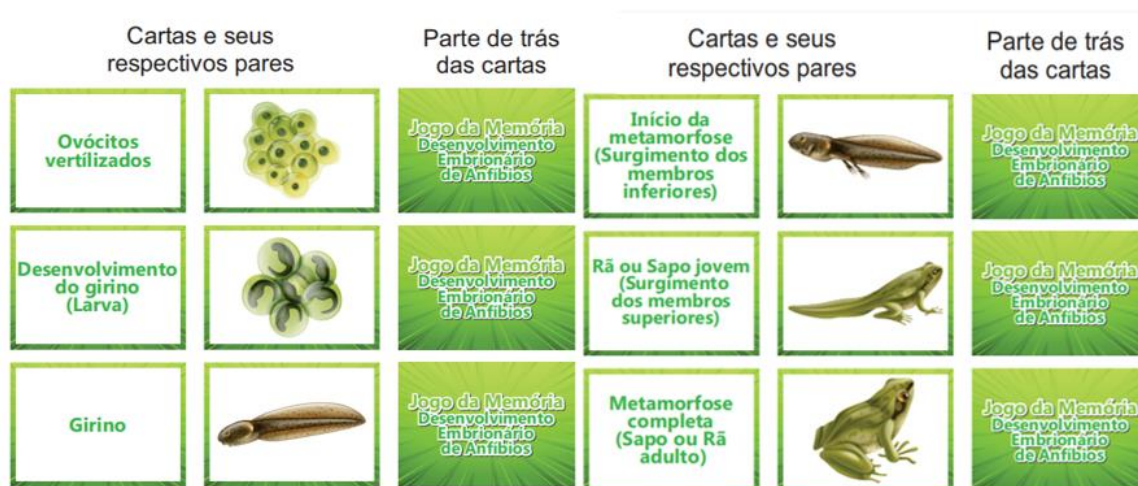 Cartas e seus
respectivos pares
Parte de trás
das cartas
Cartas e seus
respectivos pares
Parte de trás
das cartas
Ovócitos
vertílizados
Jogo da Memória
Desenvolvimento
Embrionário
de Anfíbios
Início da
metamorfose
(Surgimento dos
membros
inferiores)
Jogo da Memória
Desenvolvimento
Embrionário
de Anfíbios
Desenvolvimento
do girino
(Larva)
Jogo da Memória
Desenvolvimento
Embrionário
de Anfíbios
Rã ou Sapo jovem
(Surgimento
dos membros
superiores)
Jogo da Memória
Desenvolvimento
Embrionário
de Anfíbios
Girino
Jogo da Memória
Desenvolvimento
Embrionário
de Anfíbios
Metamorfose
completa
(Sapo ou Rã
adulto)
Jogo da Memória
Desenvolvimento
Embrionário
de Anfíbios